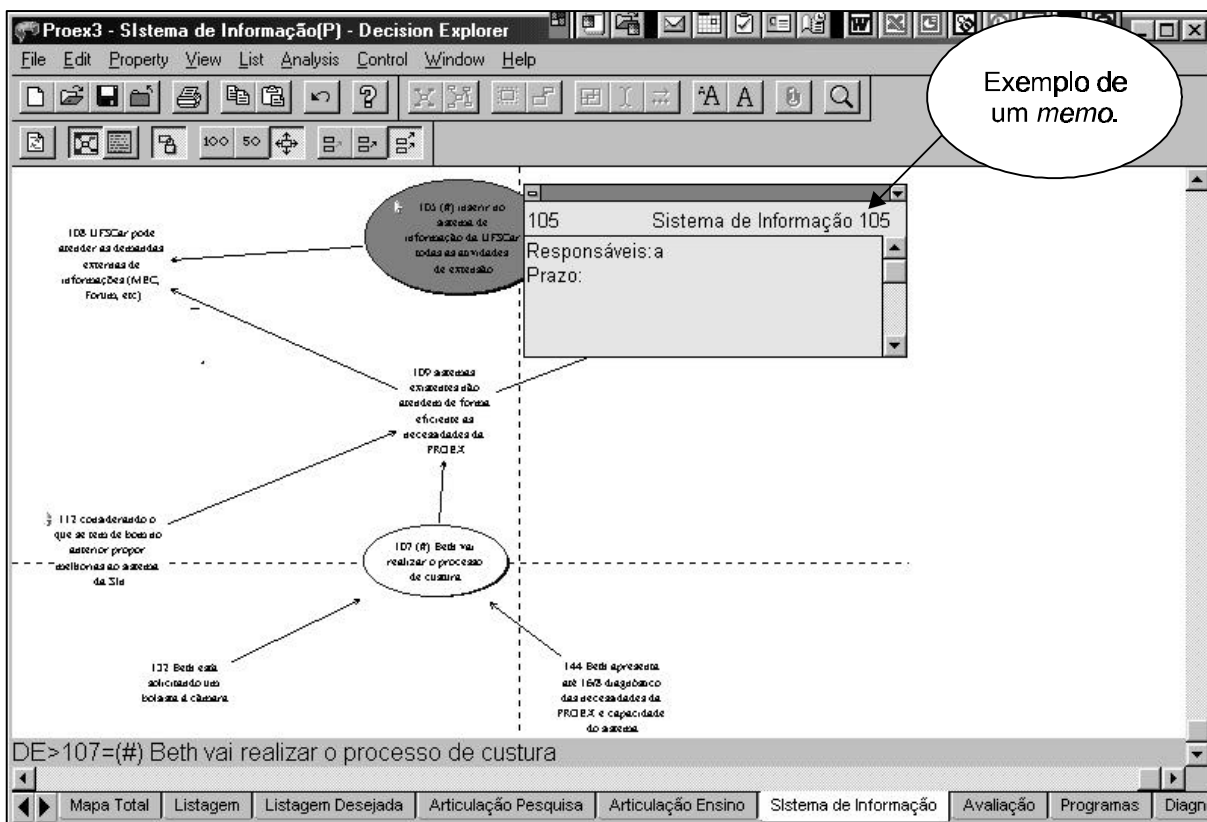 Proex3 - SIstema de Informação(P) - Decision Explorer
File Edit Property View List Analysis Control Window Help
100 50
Exemplo de
um memo.
105 (#) inserir no
sistema de
informação da UFSCar
todas as atividades
de extensão
105 Sistema de Informação 105
Responsáveis:a
Prazo:
108 UFSCar pode
atender as demandas
externas de
informações (MEC,
Forum, etc)
109 sistemas
existentes não
atendem de forma
eficiente as
necessidades da
PROEX
112 considerando o
que se tem de bom no
anterior propor
melhorias ao sistema
da SIn
107 (#) Beth vai
realizar o processo
de custura
132 Beth está
solicitando um
bolsista à câmara
144 Beth apresenta
até 16/8 diagnóstico
das necessidades da
PROEX e capacidade
do sistema
DE>107=(#) Beth vai realizar o processo de custura
Mapa Total Listagem Listagem Desejada Articulação Pesquisa Articulação Ensino SIstema de Informação Avaliação Programas Diagn